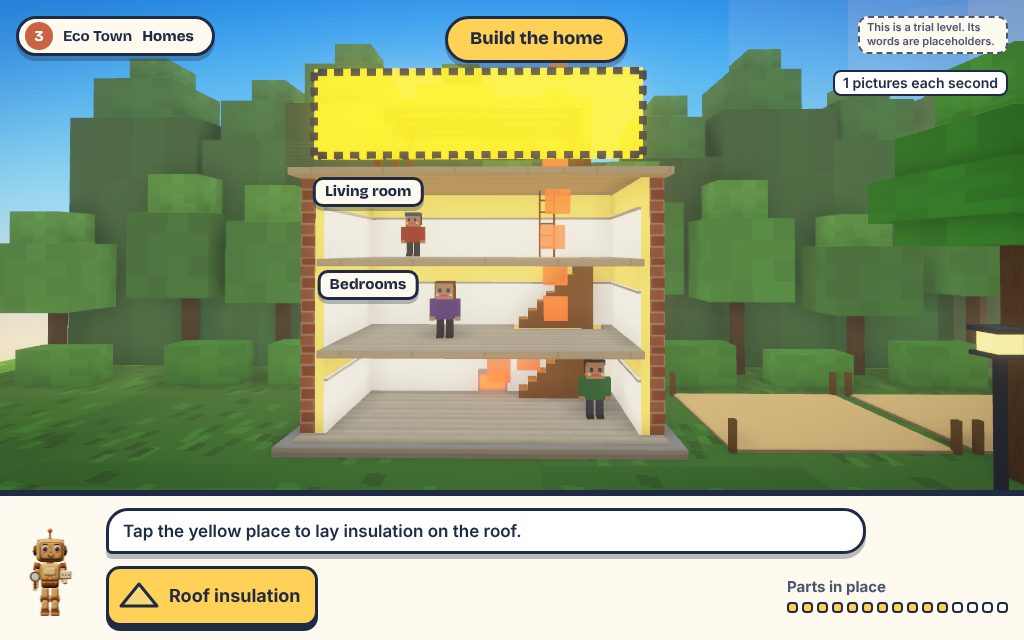 3 Eco Town Homes
Build the home
This is a trial level. Its
words are placeholders.
1 pictures each second
Living room
Bedrooms
Tap the yellow place to lay insulation on the roof.
Roof insulation
Parts in place